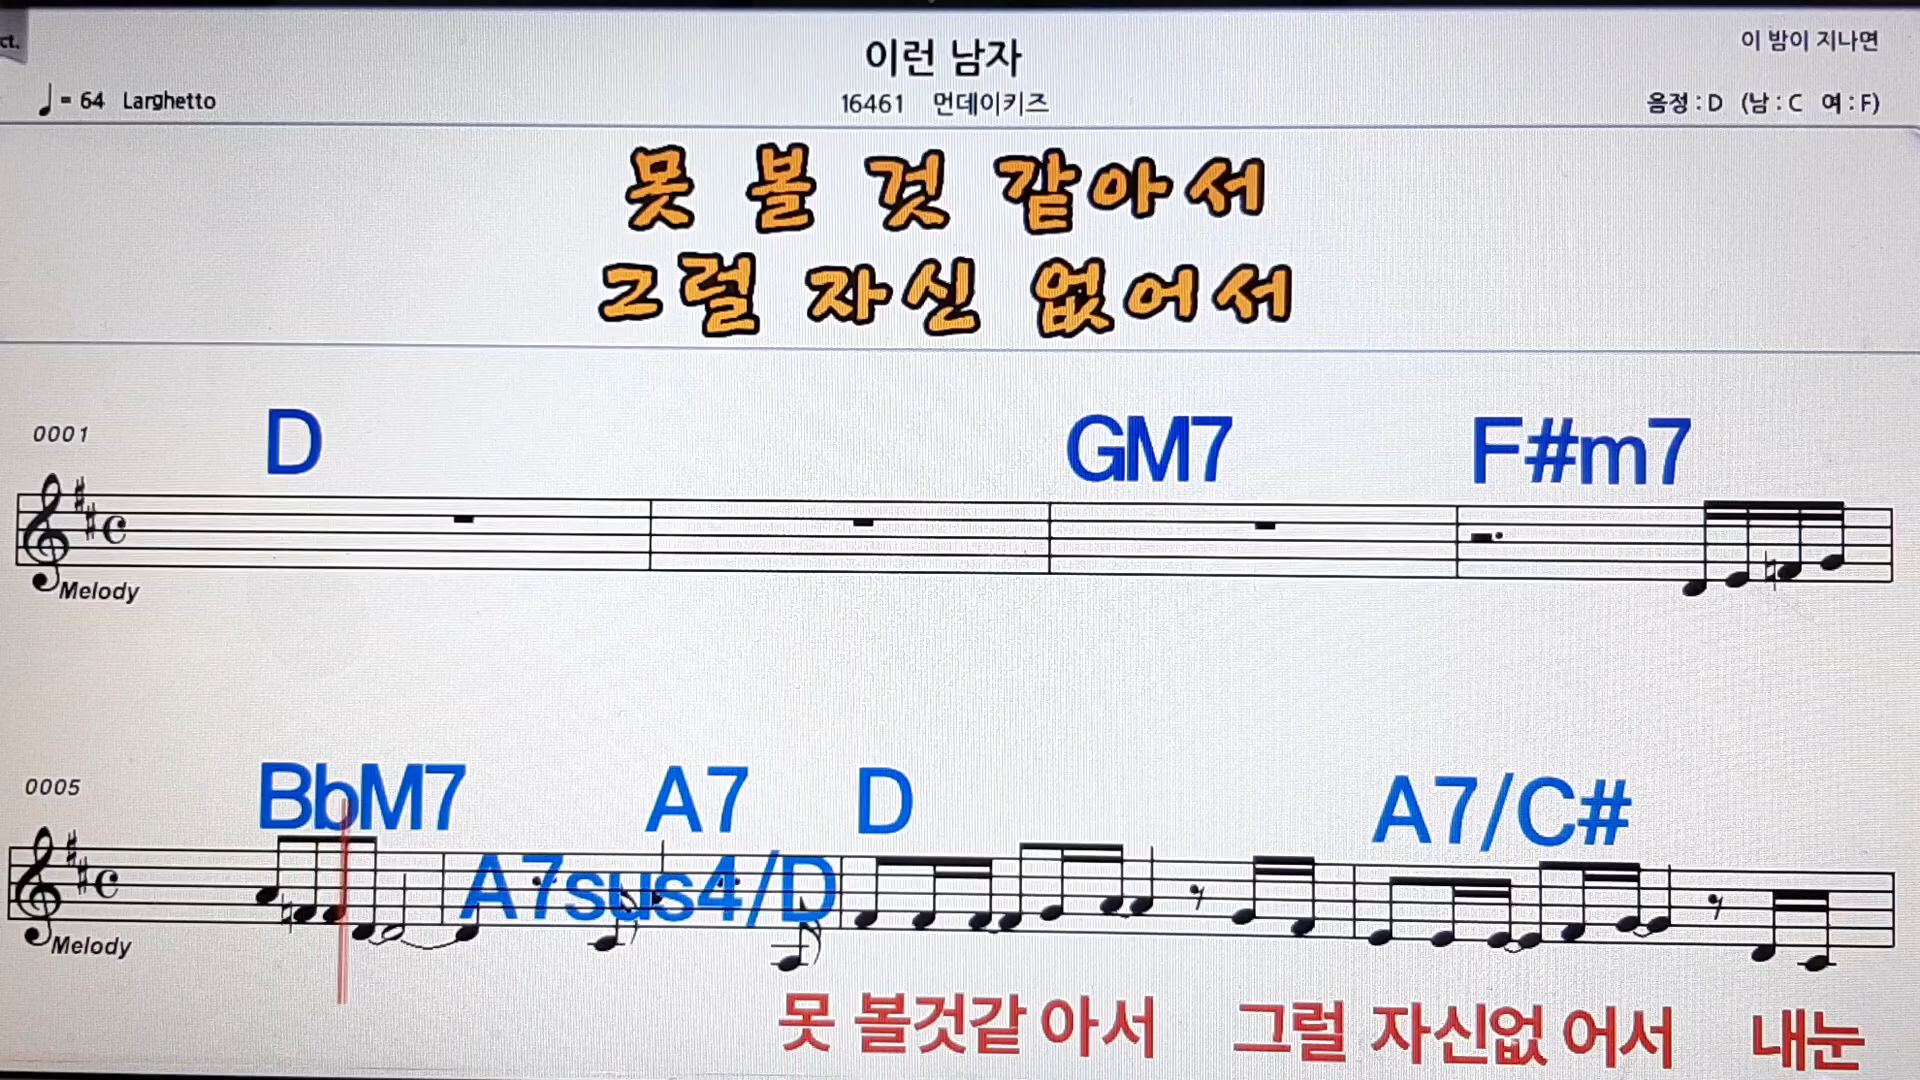 ct.
이런 남자
이 밤이 지나면
♩= 64 Larghetto
16461 먼데이키즈
음정 : D (남 : C 여 : F)
못 볼 것 같아서
그럴 자신 없어서
0001
D GM7 F#m7
Melody
0005
BbM7 A7 D A7/C#
A7sus4/D
Melody
못 볼것같 아서 그럴 자신없 어서 내눈